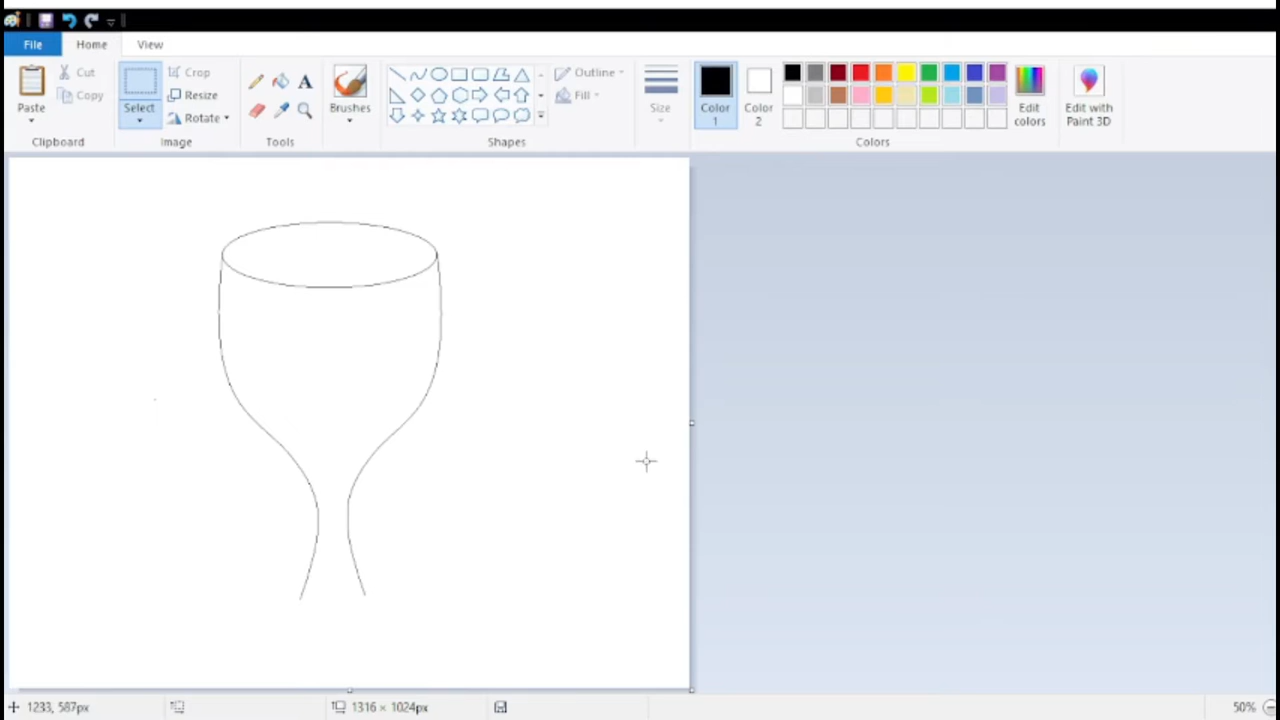 File Home View
Cut Crop Outline
Copy Resize Fill
Paste Select Rotate Brushes Size Color 1 Color 2 Edit colors Edit with Paint 3D
Clipboard Image Tools Shapes Colors
1233, 587px 1316 × 1024px 50%